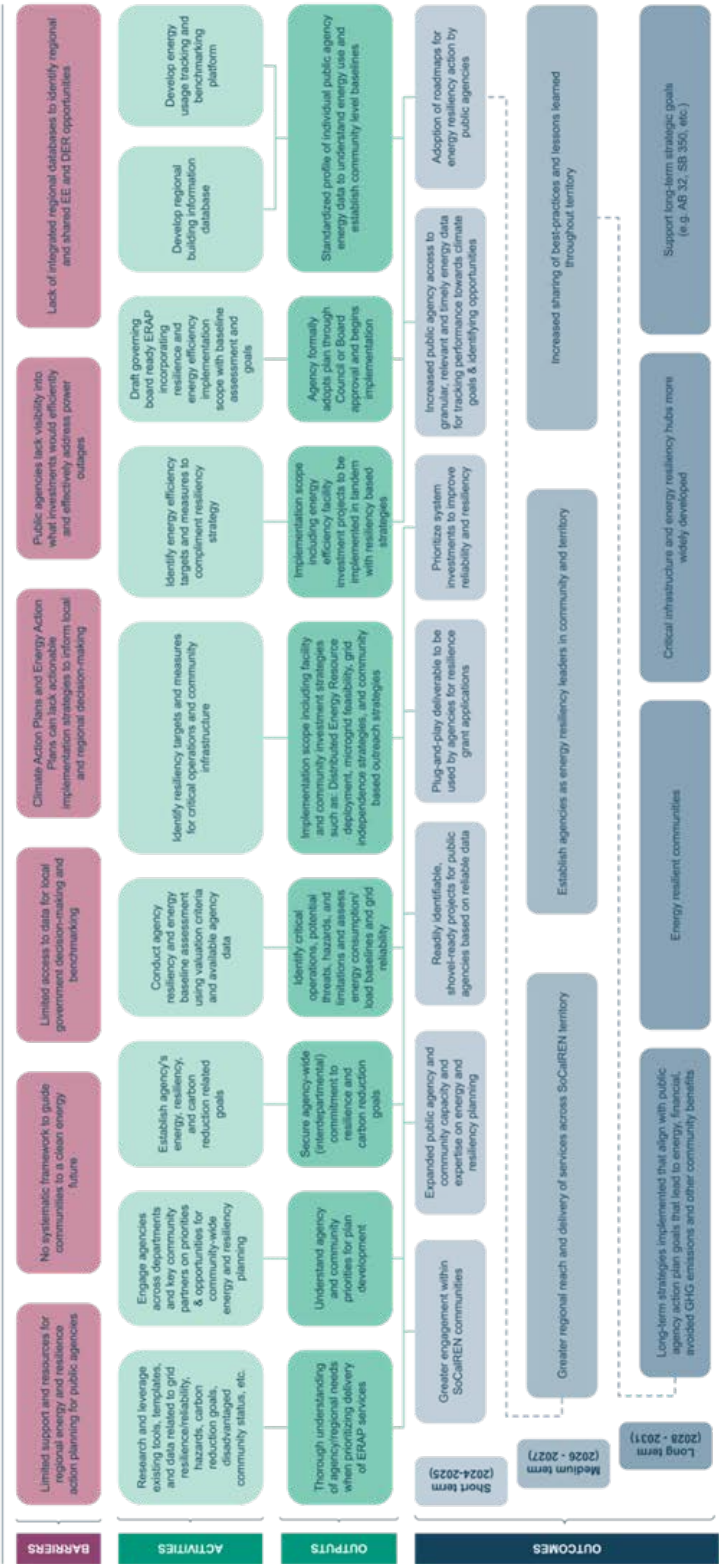 BARRIERS
Limited support and resources for
regional energy and resilience
action planning for public agencies
No systematic framework to guide
communities to a clean energy
future
Limited access to data for local
government decision-making and
benchmarking
Climate Action Plans and Energy Action
Plans can lack actionable
implementation strategies to inform local
and regional decision-making
Public agencies lack visibility into
what investments would efficiently
and effectively address power
outages
Lack of integrated regional databases to identify regional
and shared EE and DER opportunities
ACTIVITIES
Research and leverage
existing tools, templates,
and data related to grid
resilience/reliability,
hazards, carbon
reduction goals,
disadvantaged
community status, etc.
Engage agencies
across departments
and key community
partners on priorities
& opportunities for
community-wide
energy and resiliency
planning
Establish agency's
energy, resiliency,
and carbon
reduction related
goals
Conduct agency
resiliency and energy
baseline assessment
using valuation criteria
and available agency
data
Identify resiliency targets and measures
for critical operations and community
infrastructure
Identify energy efficiency
targets and measures to
compliment resiliency
strategy
Draft governing
board ready ERAP
incorporating
resilience and
energy efficiency
implementation
scope with baseline
assessment and
goals
Develop regional
building information
database
Develop energy
usage tracking and
benchmarking
platform
OUTPUTS
Thorough understanding
of agency/regional needs
when prioritizing delivery
of ERAP services
Understand agency
and community
priorities for plan
development
Secure agency-wide
(interdepartmental)
commitment to
resilience and
carbon reduction
goals
Identify critical
operations, potential
threats, hazards, and
limitations and assess
energy consumption/
load baselines and grid
reliability
Implementation scope including facility
and community investment strategies
such as: Distributed Energy Resource
deployment, microgrid feasibility, grid
independence strategies, and community
based outreach strategies
Implementation scope
including energy
efficiency facility
investment projects to be
implemented in tandem
with resiliency based
strategies
Agency formally
adopts plan through
Council or Board
approval and begins
implementation
Standardized profile of individual public agency
energy data to understand energy use and
establish community level baselines
OUTCOMES
Short term
(2024-2025)
Greater engagement within
SoCalREN communities
Expanded public agency and
community capacity and
expertise on energy and
resiliency planning
Readily identifiable,
shovel-ready projects for public
agencies based on reliable data
Plug-and-play deliverable to be
used by agencies for resilience
grant applications
Prioritize system
investments to improve
reliability and resiliency
Increased public agency access to
granular, relevant and timely energy data
for tracking performance towards climate
goals & identifying opportunities
Adoption of roadmaps for
energy resiliency action by
public agencies
Medium term
(2026 - 2027)
Greater regional reach and delivery of services across SoCalREN territory
Establish agencies as energy resiliency leaders in community and territory
Increased sharing of best-practices and lessons learned
throughout territory
Long term
(2028 - 2031)
Long-term strategies implemented that align with public
agency action plan goals that lead to energy, financial,
avoided GHG emissions and other community benefits
Energy resilient communities
Critical infrastructure and energy resiliency hubs more
widely developed
Support long-term strategic goals
(e.g. AB 32, SB 350, etc.)